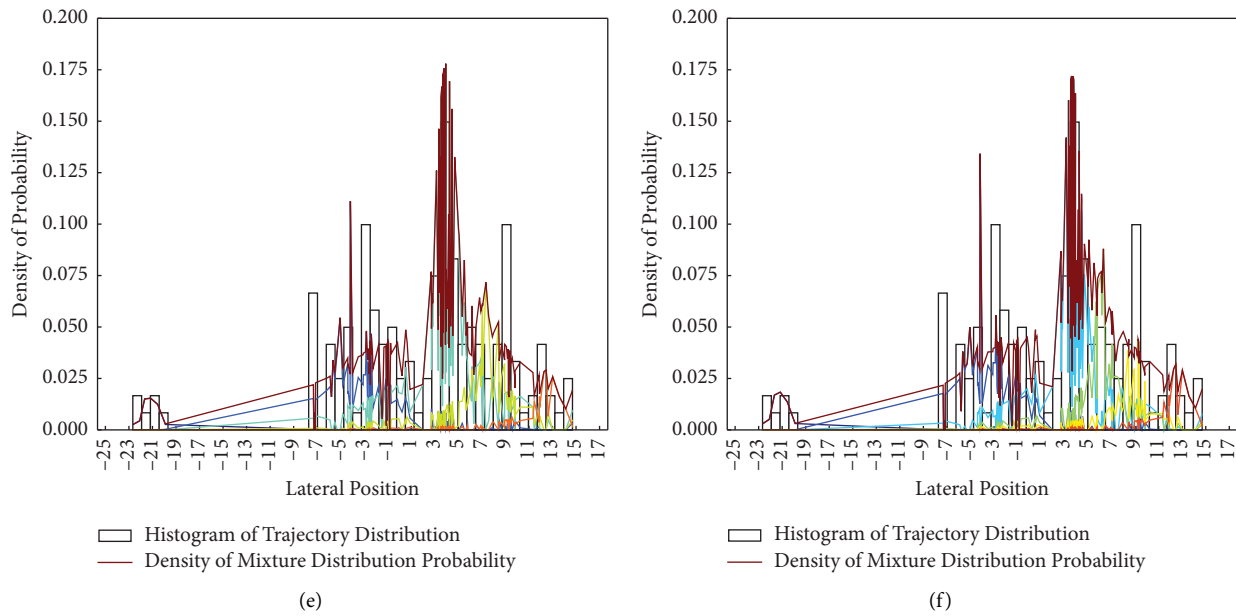 0.200
0.175
0.150
0.125
0.100
0.075
0.050
0.025
0.000
Density of Probability
−25 −23 −21 −19 −17 −15 −13 −11 −9 −7 −5 −3 −1 1 3 5 7 9 11 13 15 17
Lateral Position
Histogram of Trajectory Distribution
Density of Mixture Distribution Probability
(e)
0.200
0.175
0.150
0.125
0.100
0.075
0.050
0.025
0.000
Density of Probability
−25 −23 −21 −19 −17 −15 −13 −11 −9 −7 −5 −3 −1 1 3 5 7 9 11 13 15 17
Lateral Position
Histogram of Trajectory Distribution
Density of Mixture Distribution Probability
(f)